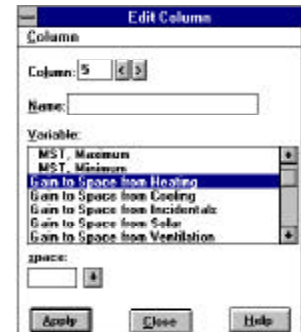 Edit Column
Column
Column: 5 < >
Name:
Variable:
MST, Maximum
MST, Minimum
Gain to Space from Heating
Gain to Space from Cooling
Gain to Space from Incidentals
Gain to Space from Solar
Gain to Space from Ventilation
space:
Apply Close Help